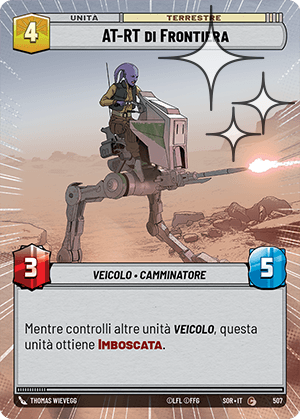 4
UNITÀ
TERRESTRE
AT-RT di Frontiera
3
VEICOLO • CAMMINATORE
5
Mentre controlli altre unità VEICOLO, questa
unità ottiene IMBOSCATA.
THOMAS WIEVEGG
©LFL ©FFG
SOR • IT
C
507